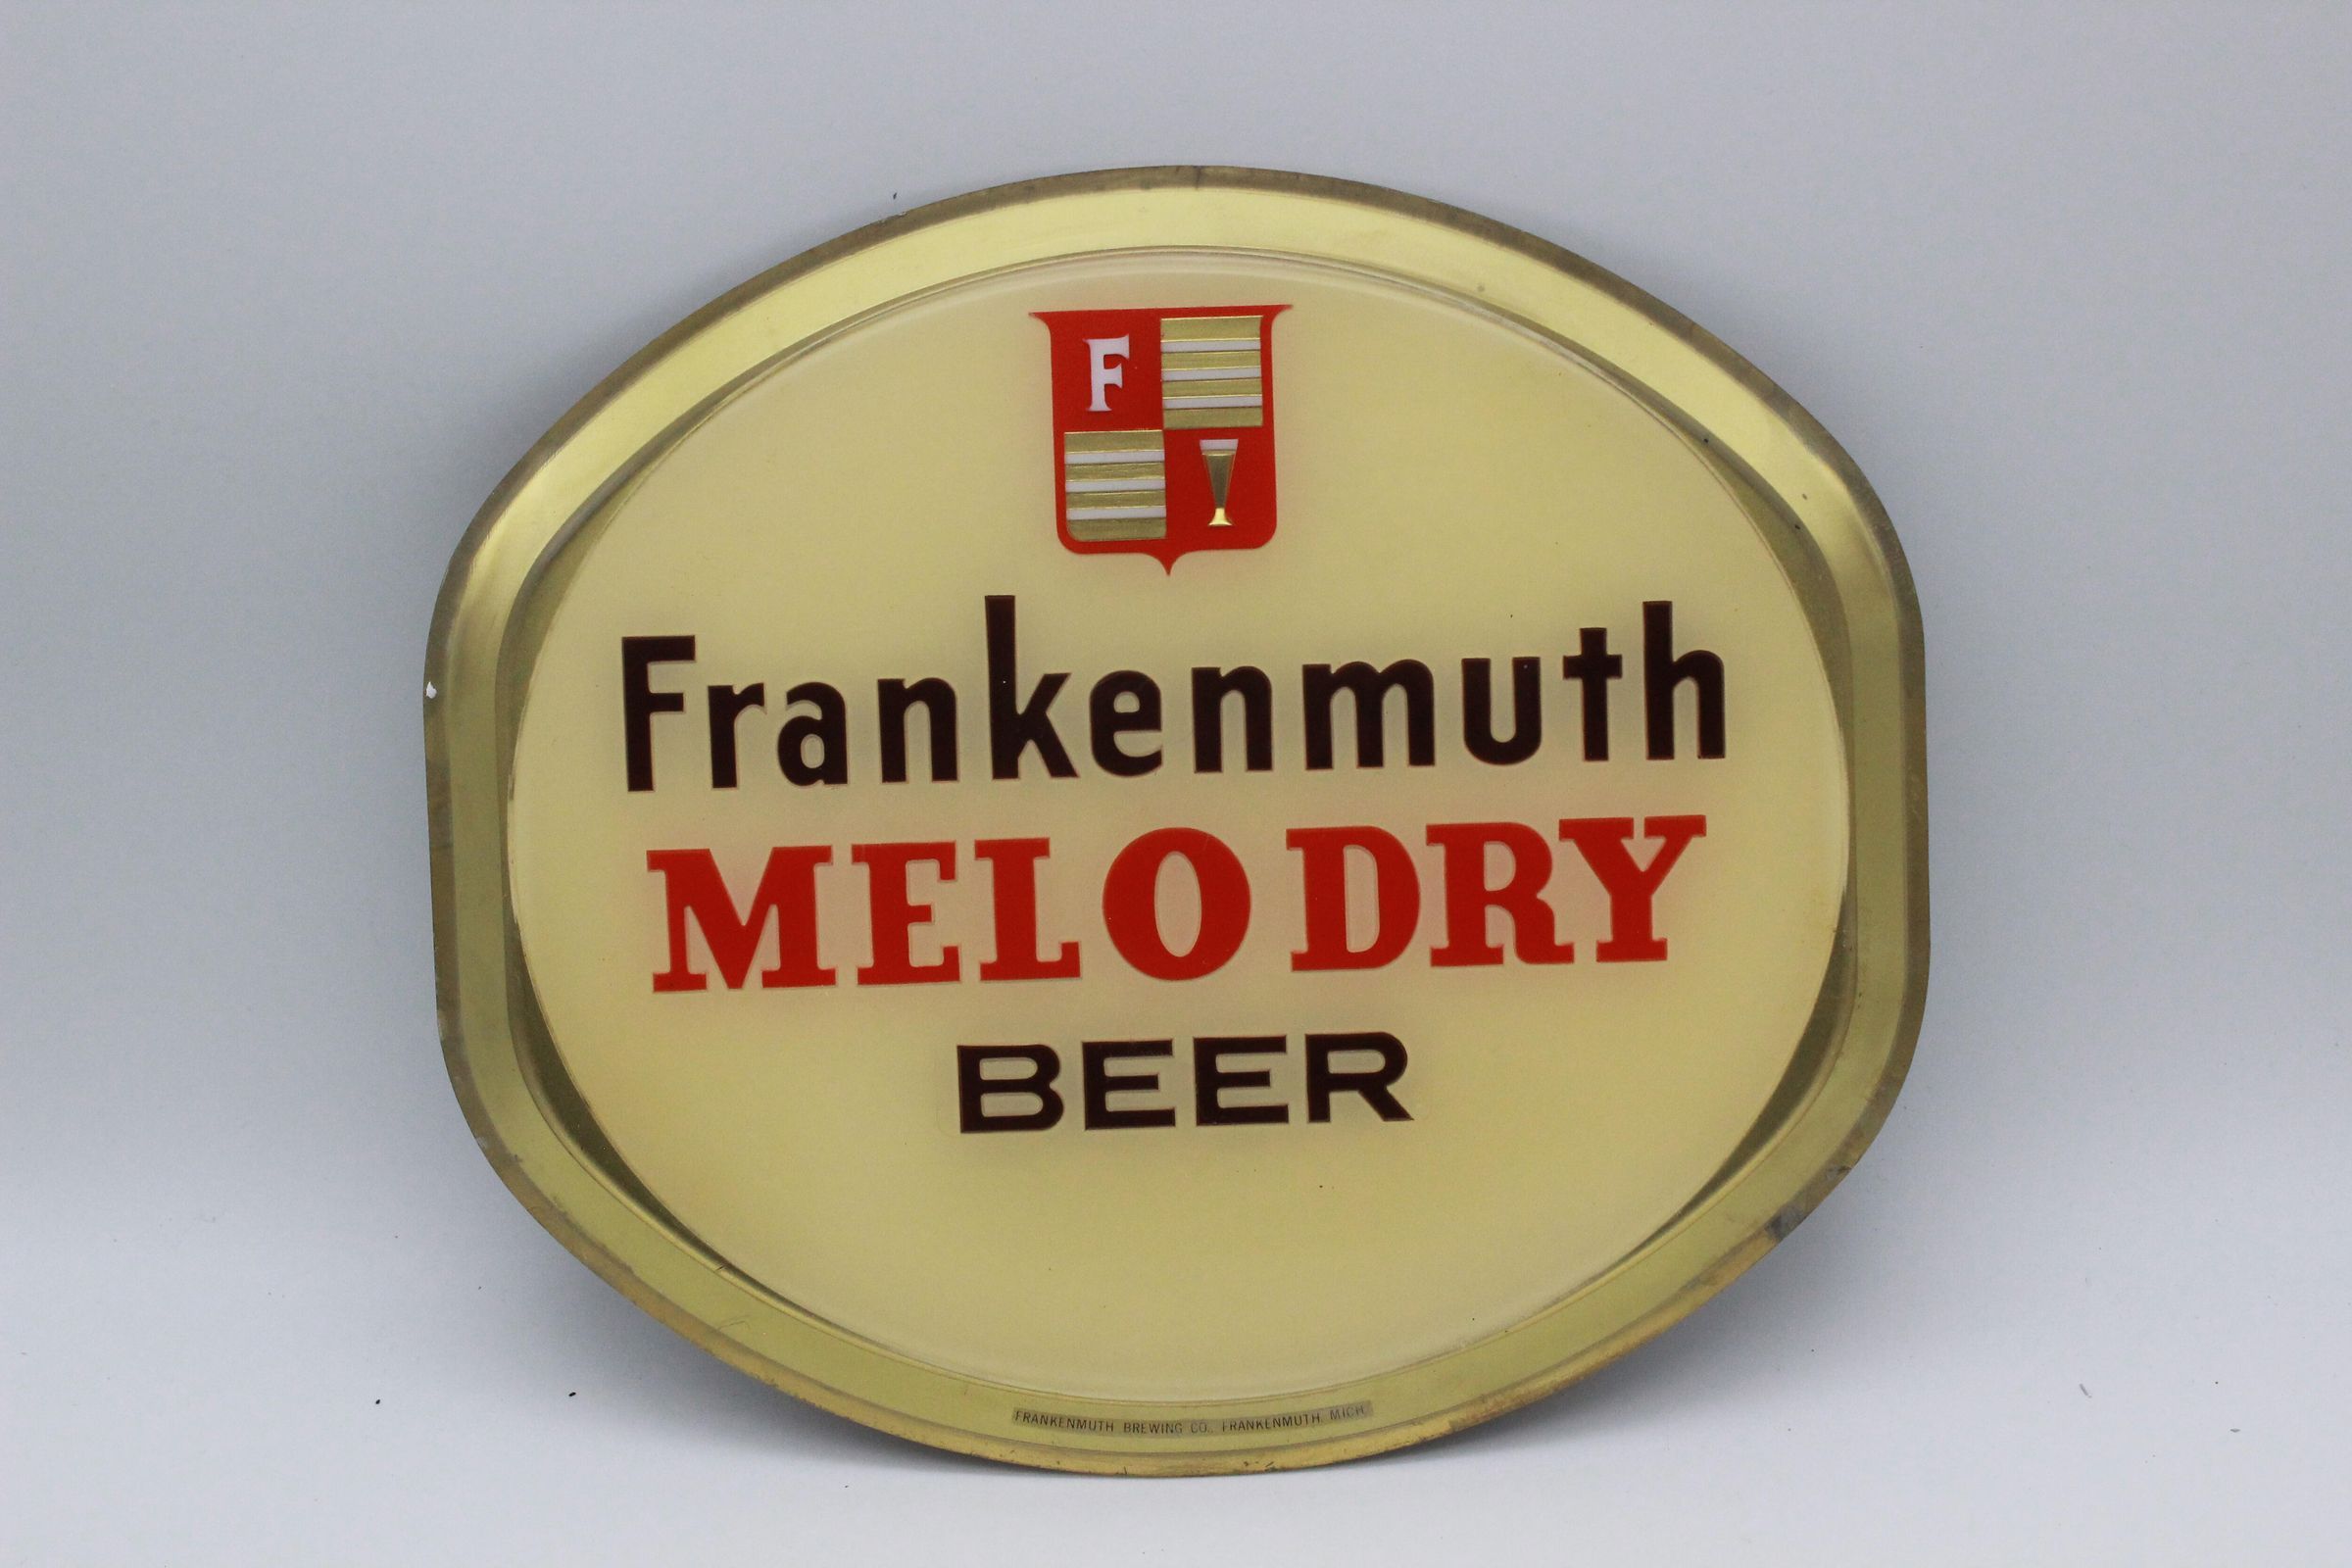 F
Frankenmuth
MELO DRY
BEER
FRANKENMUTH BREWING CO., FRANKENMUTH, MICH.